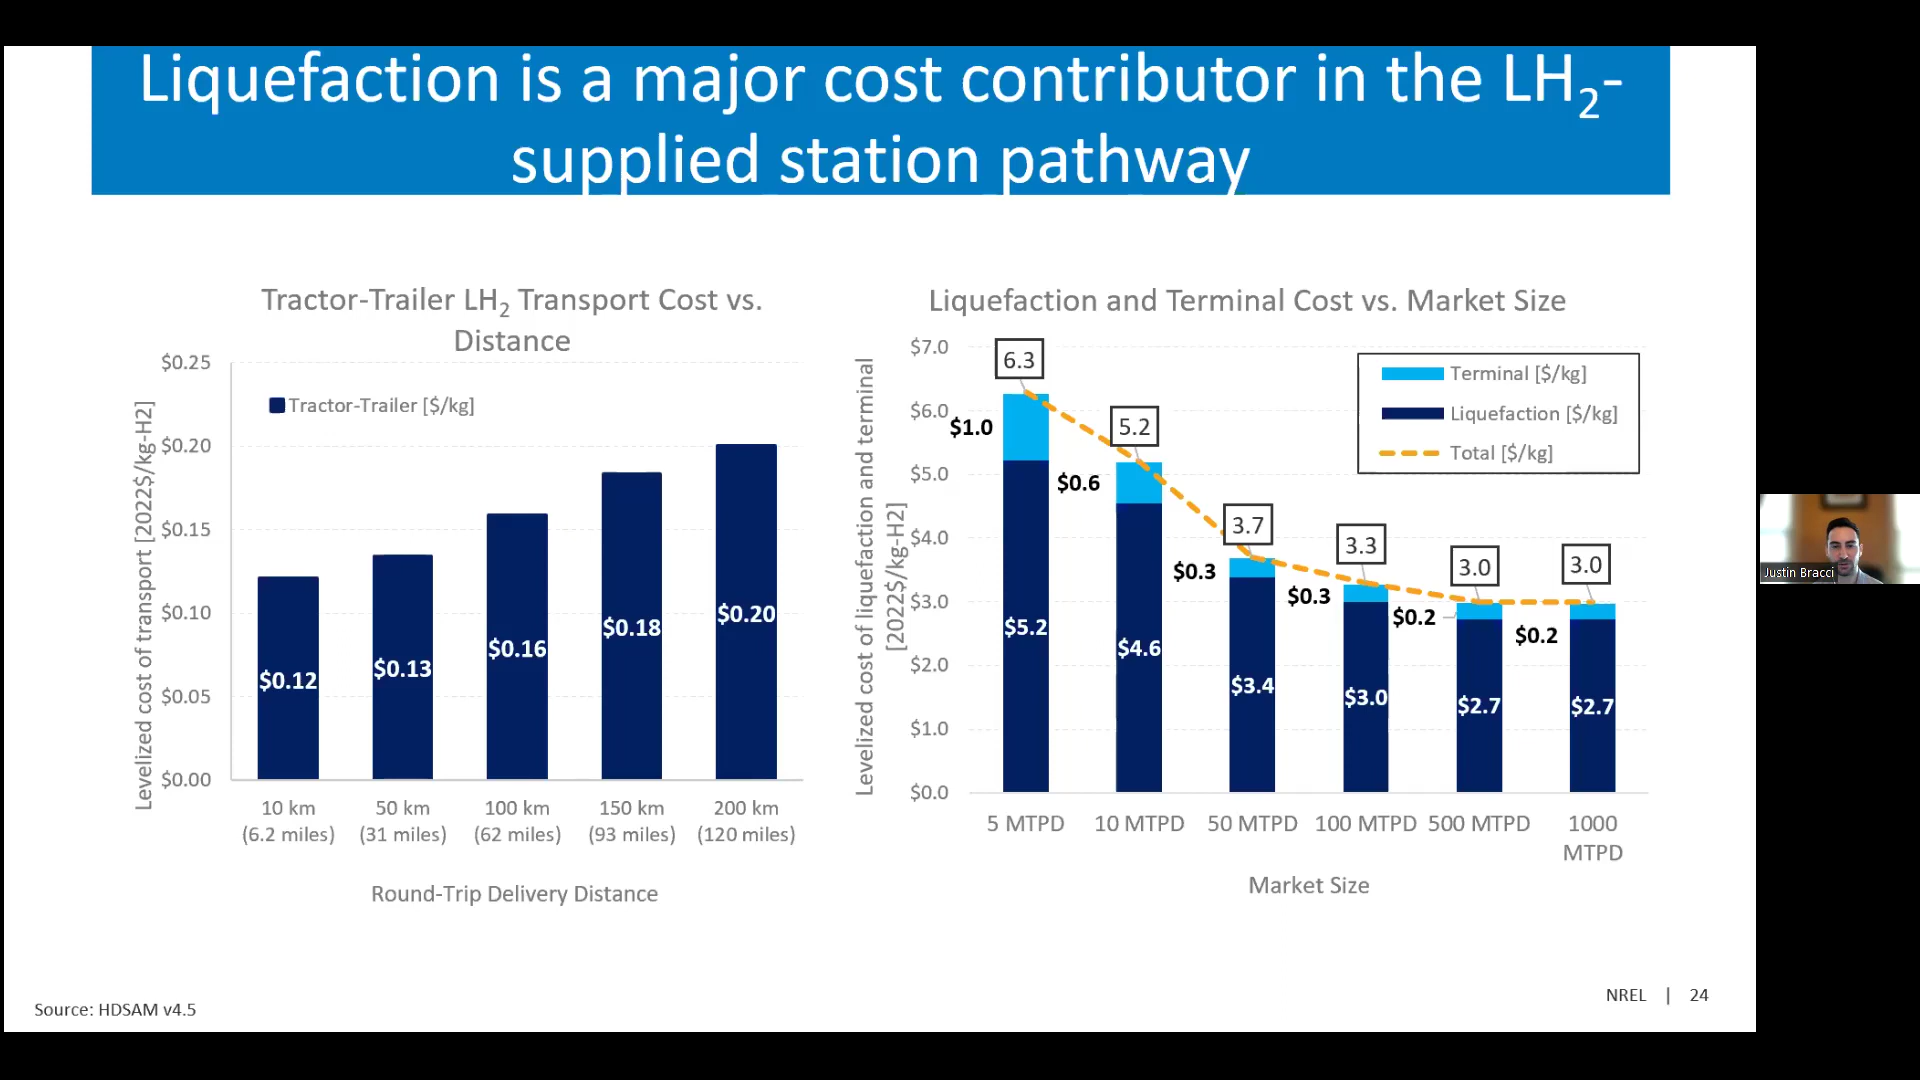 Liquefaction is a major cost contributor in the LH2-
supplied station pathway
Tractor-Trailer LH2 Transport Cost vs.
Distance
Levelized cost of transport [2022$/kg-H2]
$0.25
$0.20
$0.15
$0.10
$0.05
$0.00
Tractor-Trailer [$/kg]
$0.12
$0.13
$0.16
$0.18
$0.20
10 km
(6.2 miles)
50 km
(31 miles)
100 km
(62 miles)
150 km
(93 miles)
200 km
(120 miles)
Round-Trip Delivery Distance
Liquefaction and Terminal Cost vs. Market Size
Levelized cost of liquefaction and terminal
[2022$/kg-H2]
$7.0
$6.0
$5.0
$4.0
$3.0
$2.0
$1.0
$0.0
Terminal [$/kg]
Liquefaction [$/kg]
Total [$/kg]
6.3
5.2
3.7
3.3
3.0
3.0
$1.0
$0.6
$0.3
$0.3
$0.2
$0.2
$5.2
$4.6
$3.4
$3.0
$2.7
$2.7
5 MTPD
10 MTPD
50 MTPD
100 MTPD
500 MTPD
1000
MTPD
Market Size
Justin Bracci
Source: HDSAM v4.5
NREL | 24